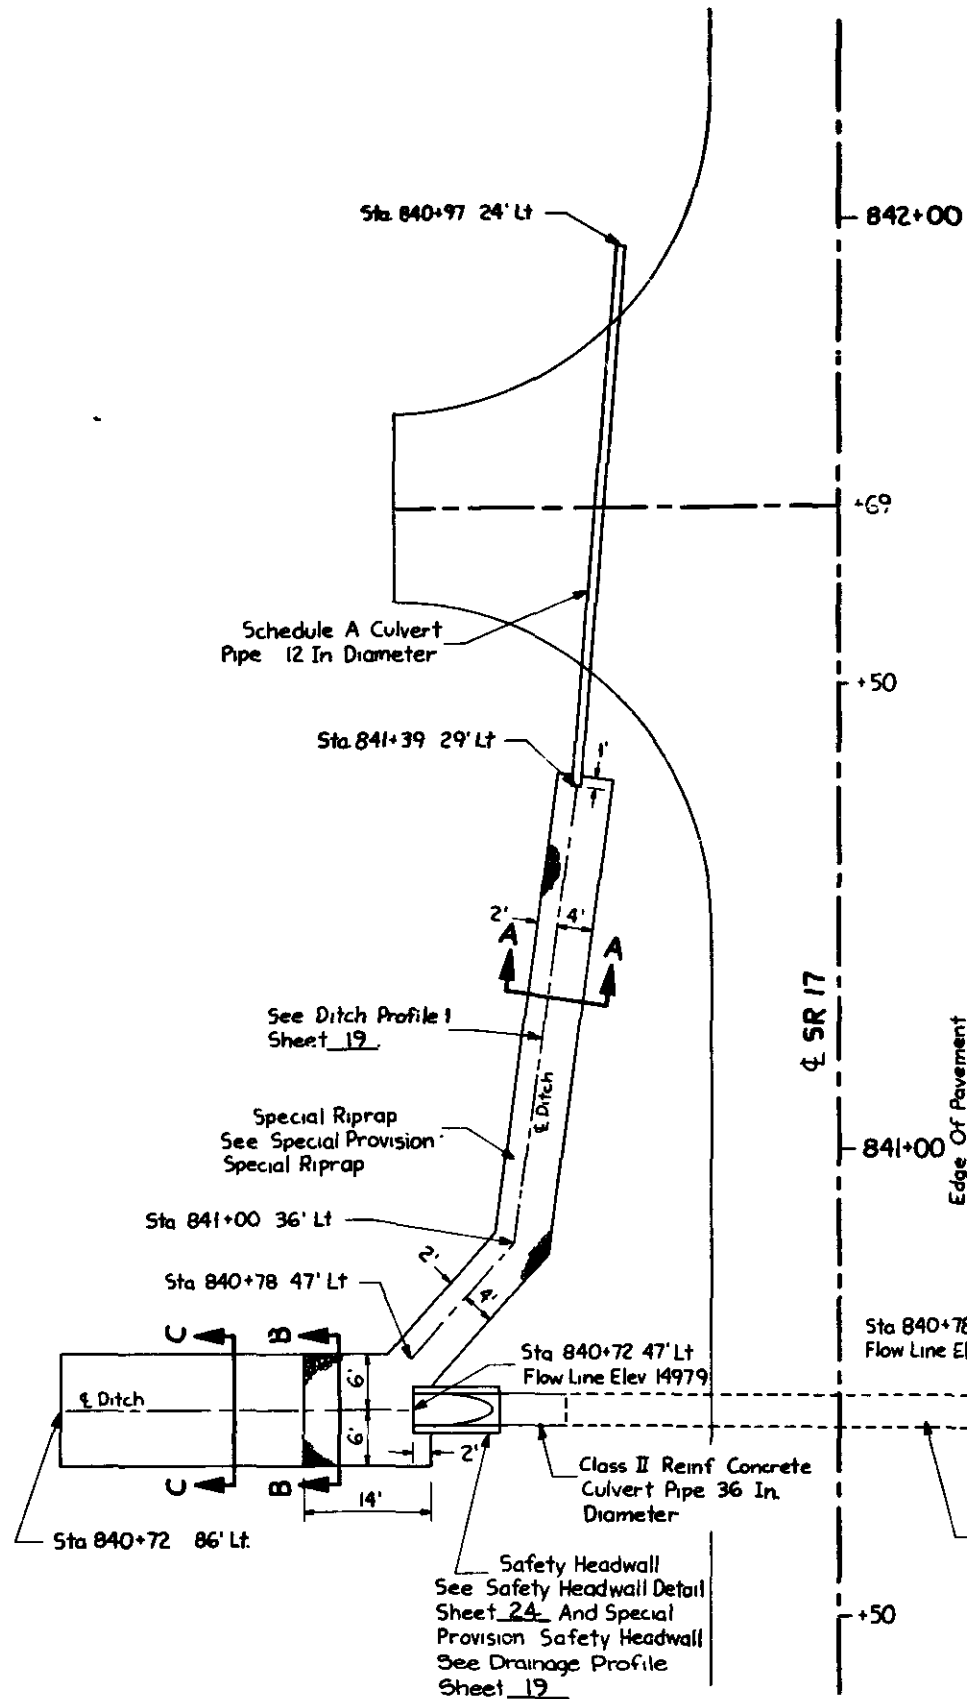 Sta. 840+97 24' Lt
842+00
+69
Schedule A Culvert
Pipe 12 In Diameter
+50
Sta. 841+39 29' Lt
1'
2'
4'
A
A
See Ditch Profile 1
Sheet 19
℄ SR 17
Edge Of Pavement
℄ Ditch
Special Riprap
See Special Provision
Special Riprap
841+00
Sta 841+00 36' Lt
2'
4'
Sta 840+78 47' Lt
C
B
Sta 840+72 47' Lt
Flow Line Elev 14979
Sta 840+78
Flow Line El
℄ Ditch
6'
6'
2'
C
B
14'
Class II Reinf Concrete
Culvert Pipe 36 In.
Diameter
Sta 840+72 86' Lt.
Safety Headwall
See Safety Headwall Detail
Sheet 24 And Special
Provision Safety Headwall
See Drainage Profile
Sheet 19
+50